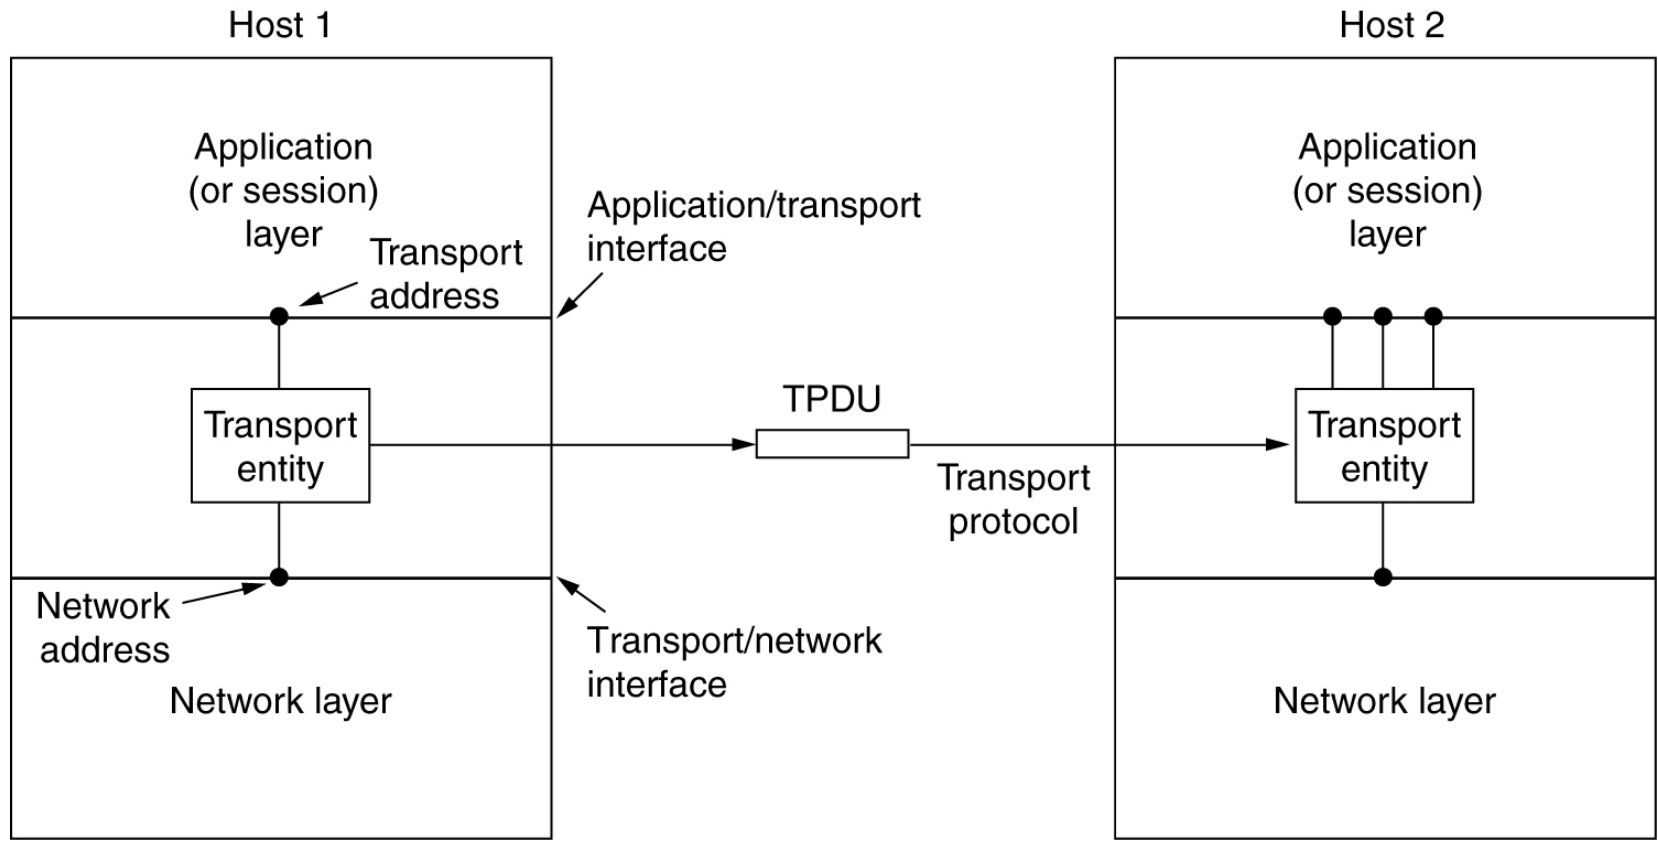 Host 1
Host 2
Application
(or session)
layer
Transport
address
Application/transport
interface
Application
(or session)
layer
Transport
entity
TPDU
Transport
protocol
Transport
entity
Network
address
Network layer
Transport/network
interface
Network layer